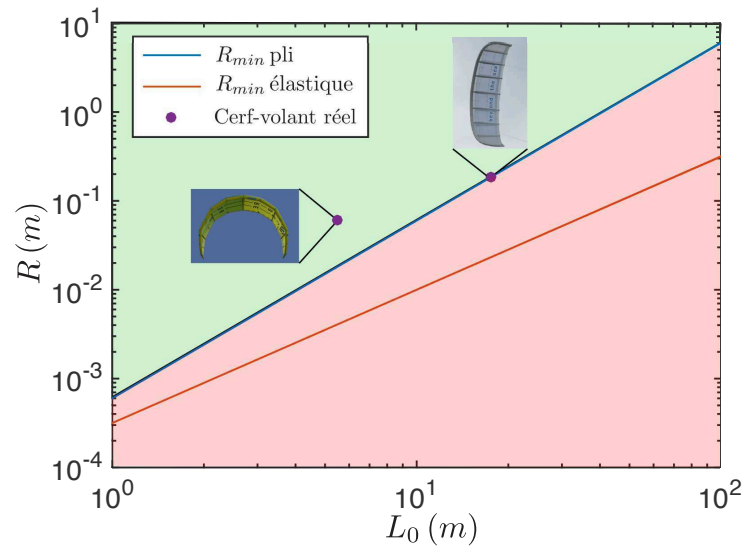 10^1
10^0
10^-1
10^-2
10^-3
10^-4
R (m)
R_min pli
R_min élastique
Cerf-volant réel
10^0
10^1
10^2
L_0 (m)